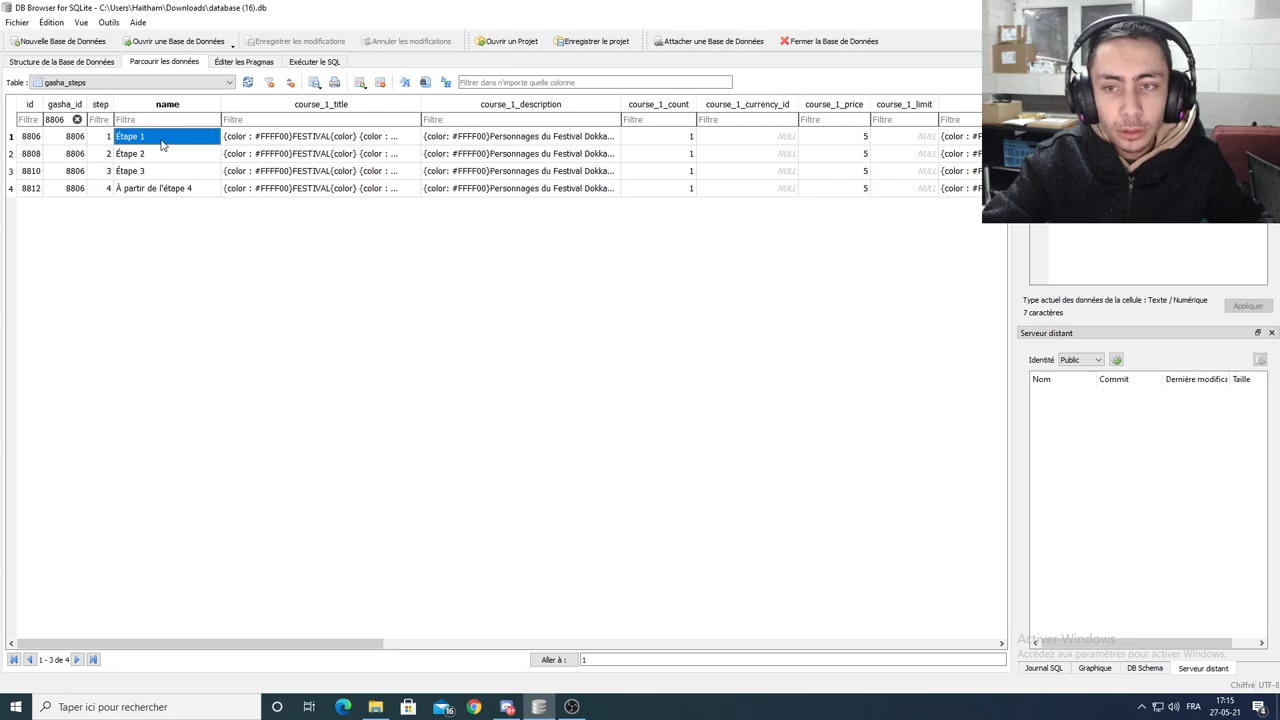 DB Browser for SQLite - C:\Users\Haitham\Downloads\database (16).db
Fichier Édition Vue Outils Aide
Nouvelle Base de Données Ouvrir une Base de Données Enregistrer les modifications Annuler les modifications Ouvrir un Projet Enregistrer le projet Attacher une Base de Données Fermer la Base de Données
Structure de la Base de Données Parcourir les données Éditer les Pragmas Exécuter le SQL
Table : gasha_steps Filtrer dans n'importe quelle colonne
id gasha_id step name course_1_title course_1_description course_1_count course_1_currency_id course_1_price course_1_limit
Filtre 8806 Filtre Filtre Filtre Filtre Filtre Filtre Filtre Filtre Filtre
1 8806 8806 1 Étape 1 {color : #FFFF00}FESTIVAL{color} {color : ... {color: #FFFF00}Personnages du Festival Dokka... 1 NULL 5 NULL {color : #F
2 8808 8806 2 Étape 2 {color : #FFFF00}FESTIVAL{color} {color : ... {color: #FFFF00}Personnages du Festival Dokka... 1 NULL 5 NULL {color : #F
3 8810 8806 3 Étape 3 {color : #FFFF00}FESTIVAL{color} {color : ... {color: #FFFF00}Personnages du Festival Dokka... 1 NULL 5 NULL {color : #F
4 8812 8806 4 À partir de l'étape 4 {color : #FFFF00}FESTIVAL{color} {color : ... {color: #FFFF00}Personnages du Festival Dokka... 1 NULL 5 NULL {color : #F
Type actuel des données de la cellule : Texte / Numérique
7 caractères
Appliquer
Serveur distant
Identité Public
Nom Commit Dernière modifica Taille
Activer Windows
Accédez aux paramètres pour activer Windows.
1 - 3 de 4 Aller à : 1
Journal SQL Graphique DB Schema Serveur distant
Chiffré UTF-8
Taper ici pour rechercher
16
FRA
17:15
27-05-21
4